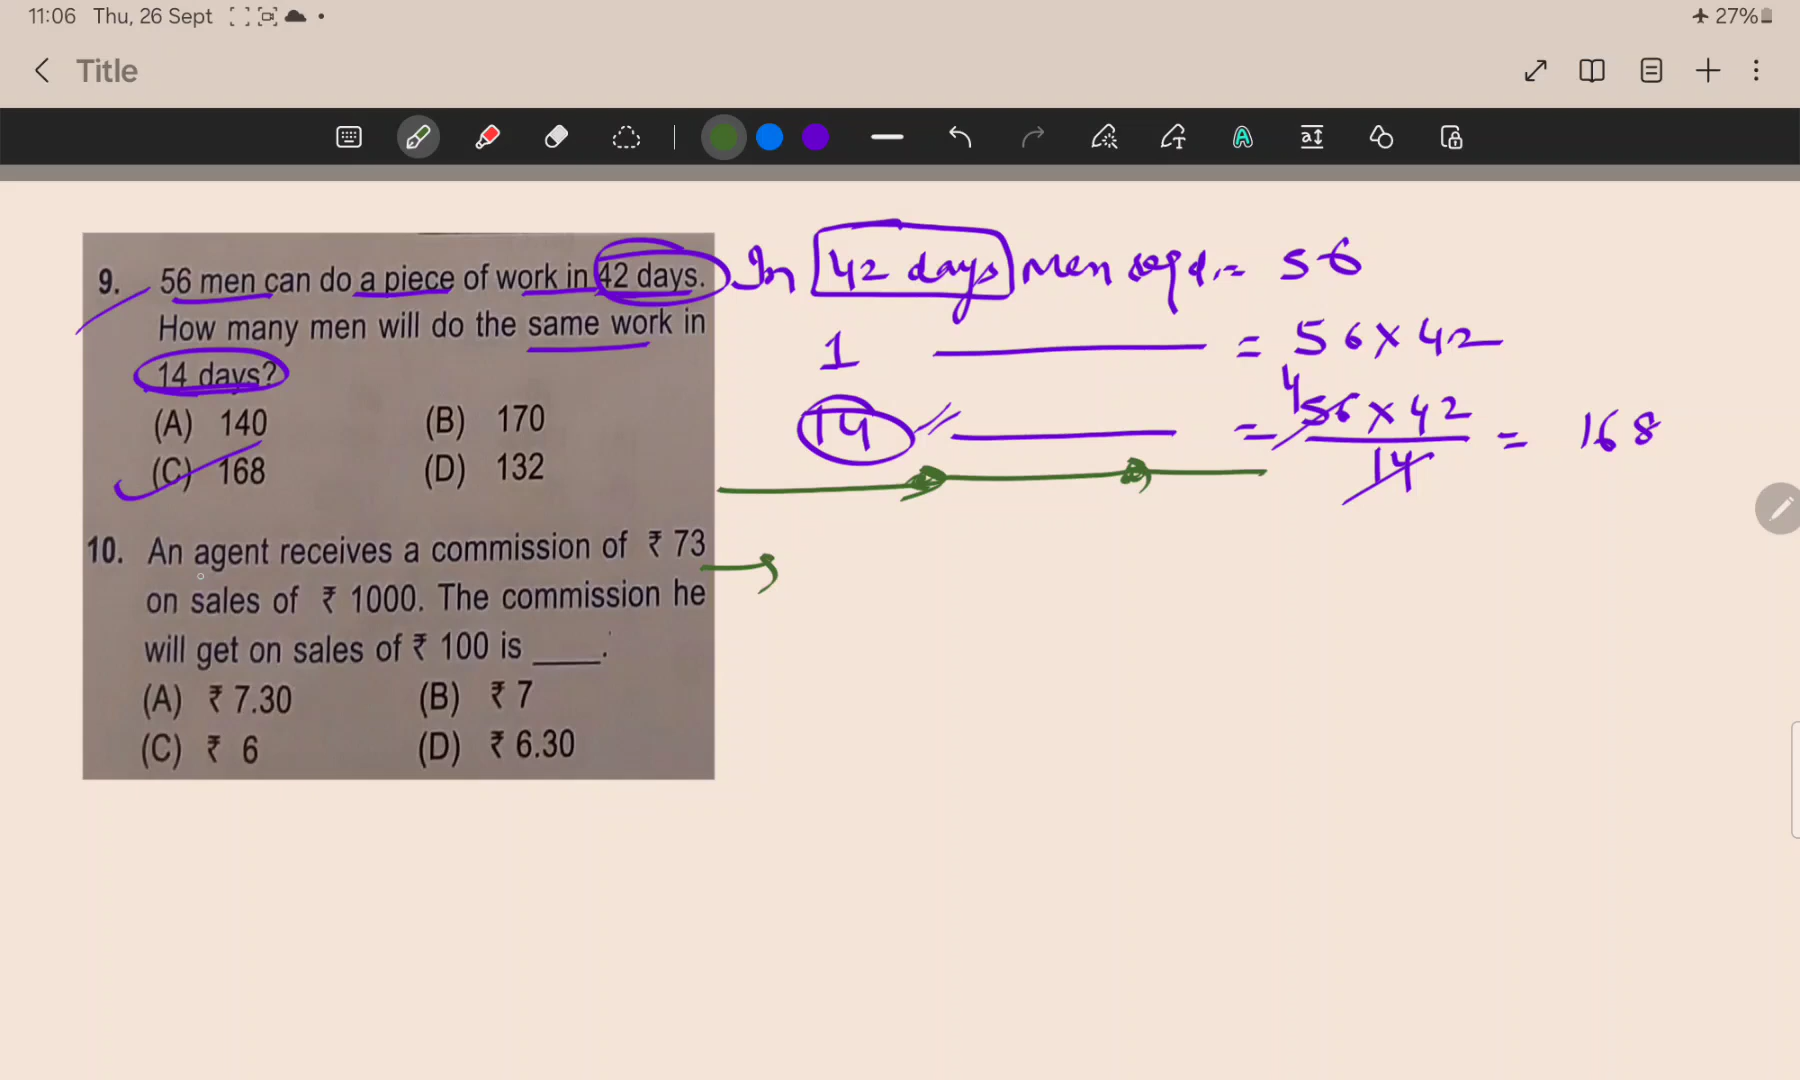 11:06 Thu, 26 Sept
27%
Title
9. 56 men can do a piece of work in 42 days.
How many men will do the same work in
14 days?
(A) 140 (B) 170
(C) 168 (D) 132
10. An agent receives a commission of ₹ 73
on sales of ₹ 1000. The commission he
will get on sales of ₹ 100 is ____.
(A) ₹ 7.30 (B) ₹ 7
(C) ₹ 6 (D) ₹ 6.30
In 42 days men reqd. = 56
1 = 56 × 42
14 = 56 × 42 / 14 = 168
4